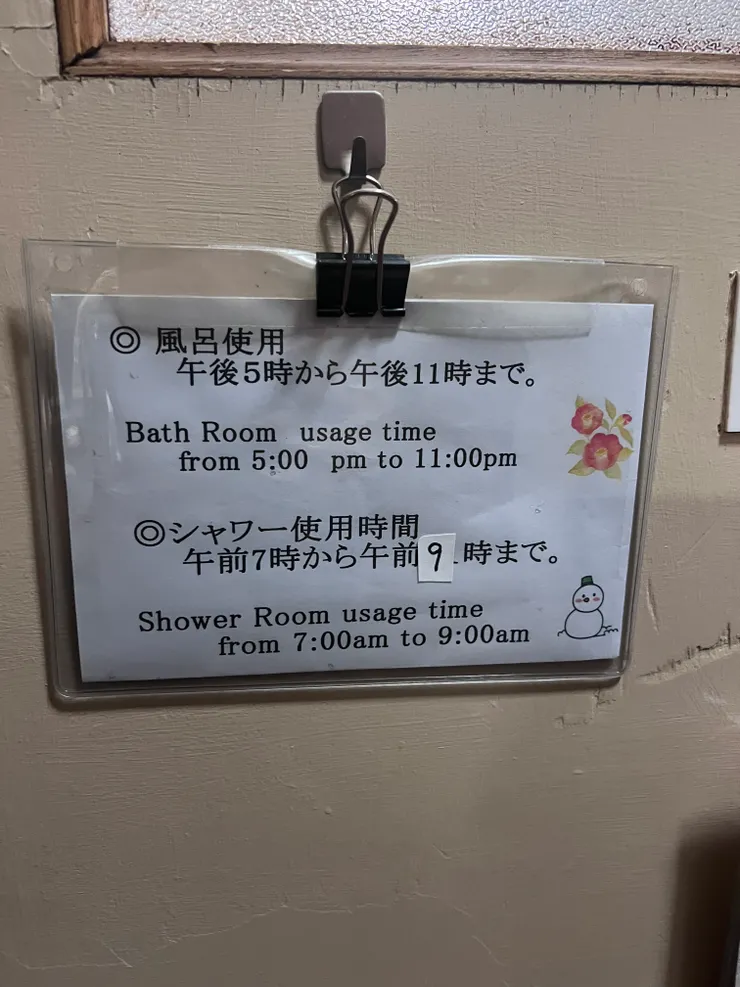 ◎ 風呂使用
午後5時から午後11時まで。
Bath Room usage time
from 5:00 pm to 11:00pm
◎シャワー使用時間
午前7時から午前9時まで。
Shower Room usage time
from 7:00am to 9:00am